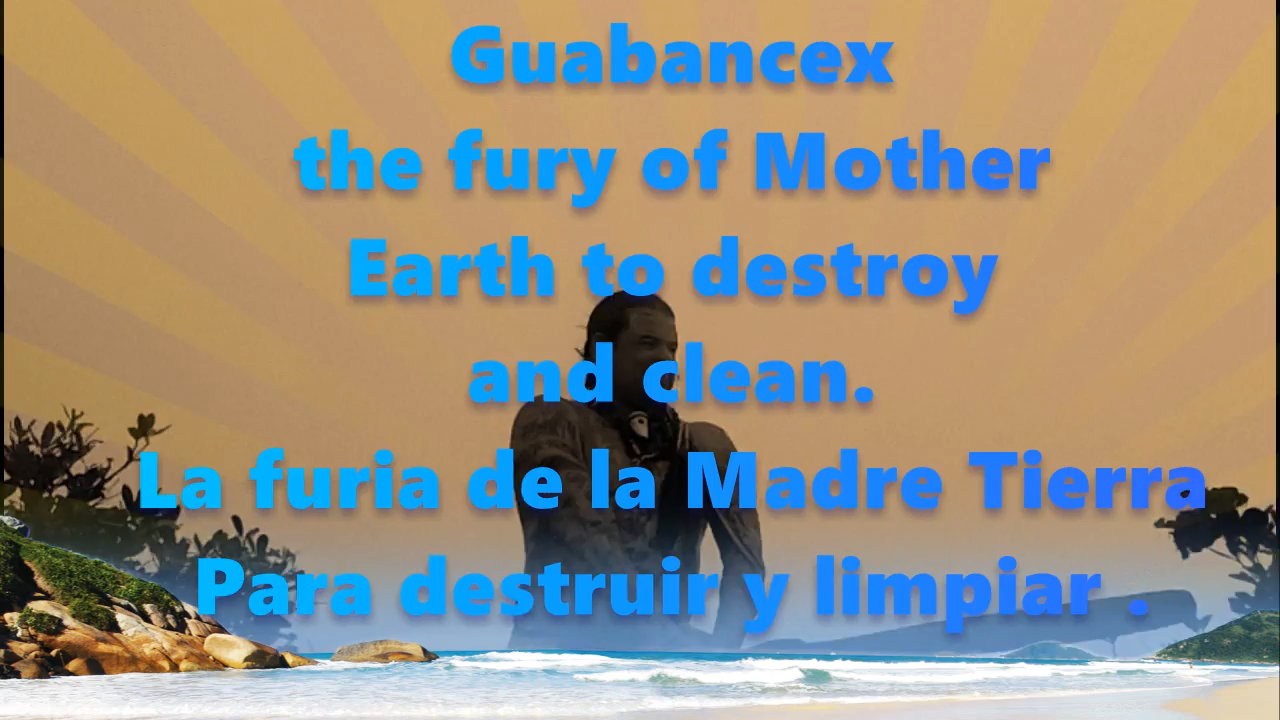 Guabancex
the fury of Mother
Earth to destroy
and clean.
La furia de la Madre Tierra
Para destruir y limpiar .